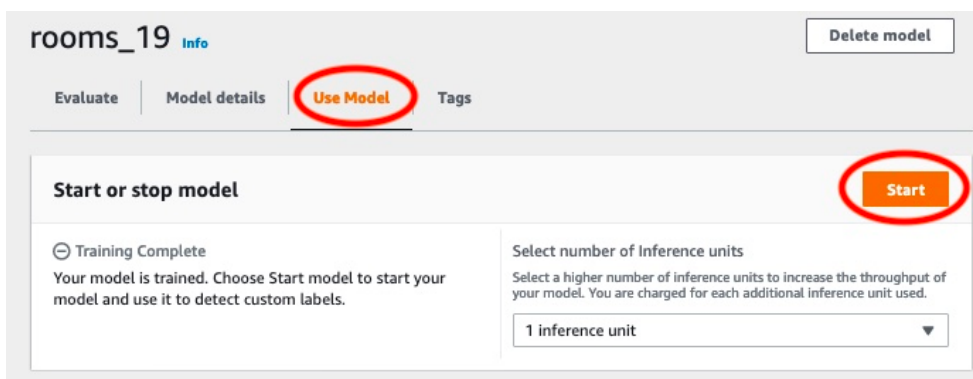 rooms_19 Info
Delete model
Evaluate
Model details
Use Model
Tags
Start or stop model
Start
Training Complete
Your model is trained. Choose Start model to start your
model and use it to detect custom labels.
Select number of Inference units
Select a higher number of inference units to increase the throughput of
your model. You are charged for each additional inference unit used.
1 inference unit